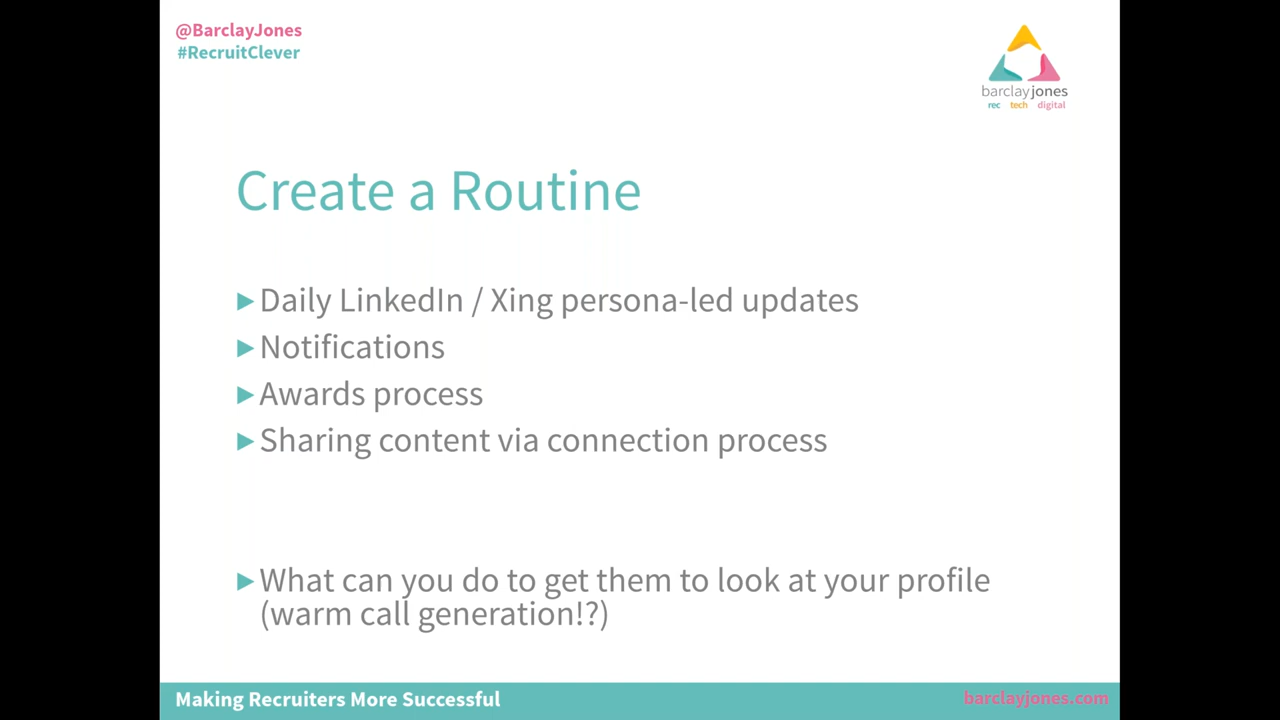 @BarclayJones
#RecruitClever
barclayjones
rec tech digital
Create a Routine
Daily LinkedIn / Xing persona-led updates
Notifications
Awards process
Sharing content via connection process
What can you do to get them to look at your profile
(warm call generation!?)
Making Recruiters More Successful
barclayjones.com